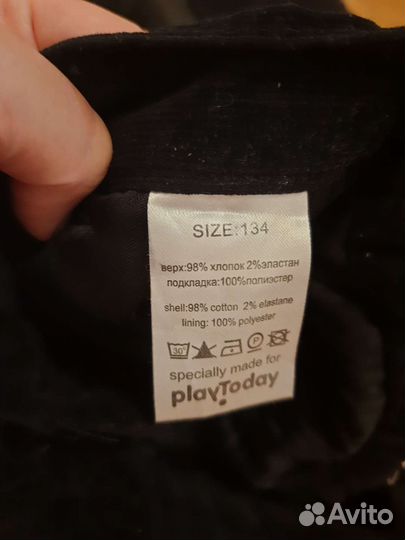 SIZE:134
верх:98% хлопок 2%эластан
подкладка:100%полиэстер
shell:98% cotton 2% elastane
lining: 100% polyester
30°
P
specially made for
playToday
Avito